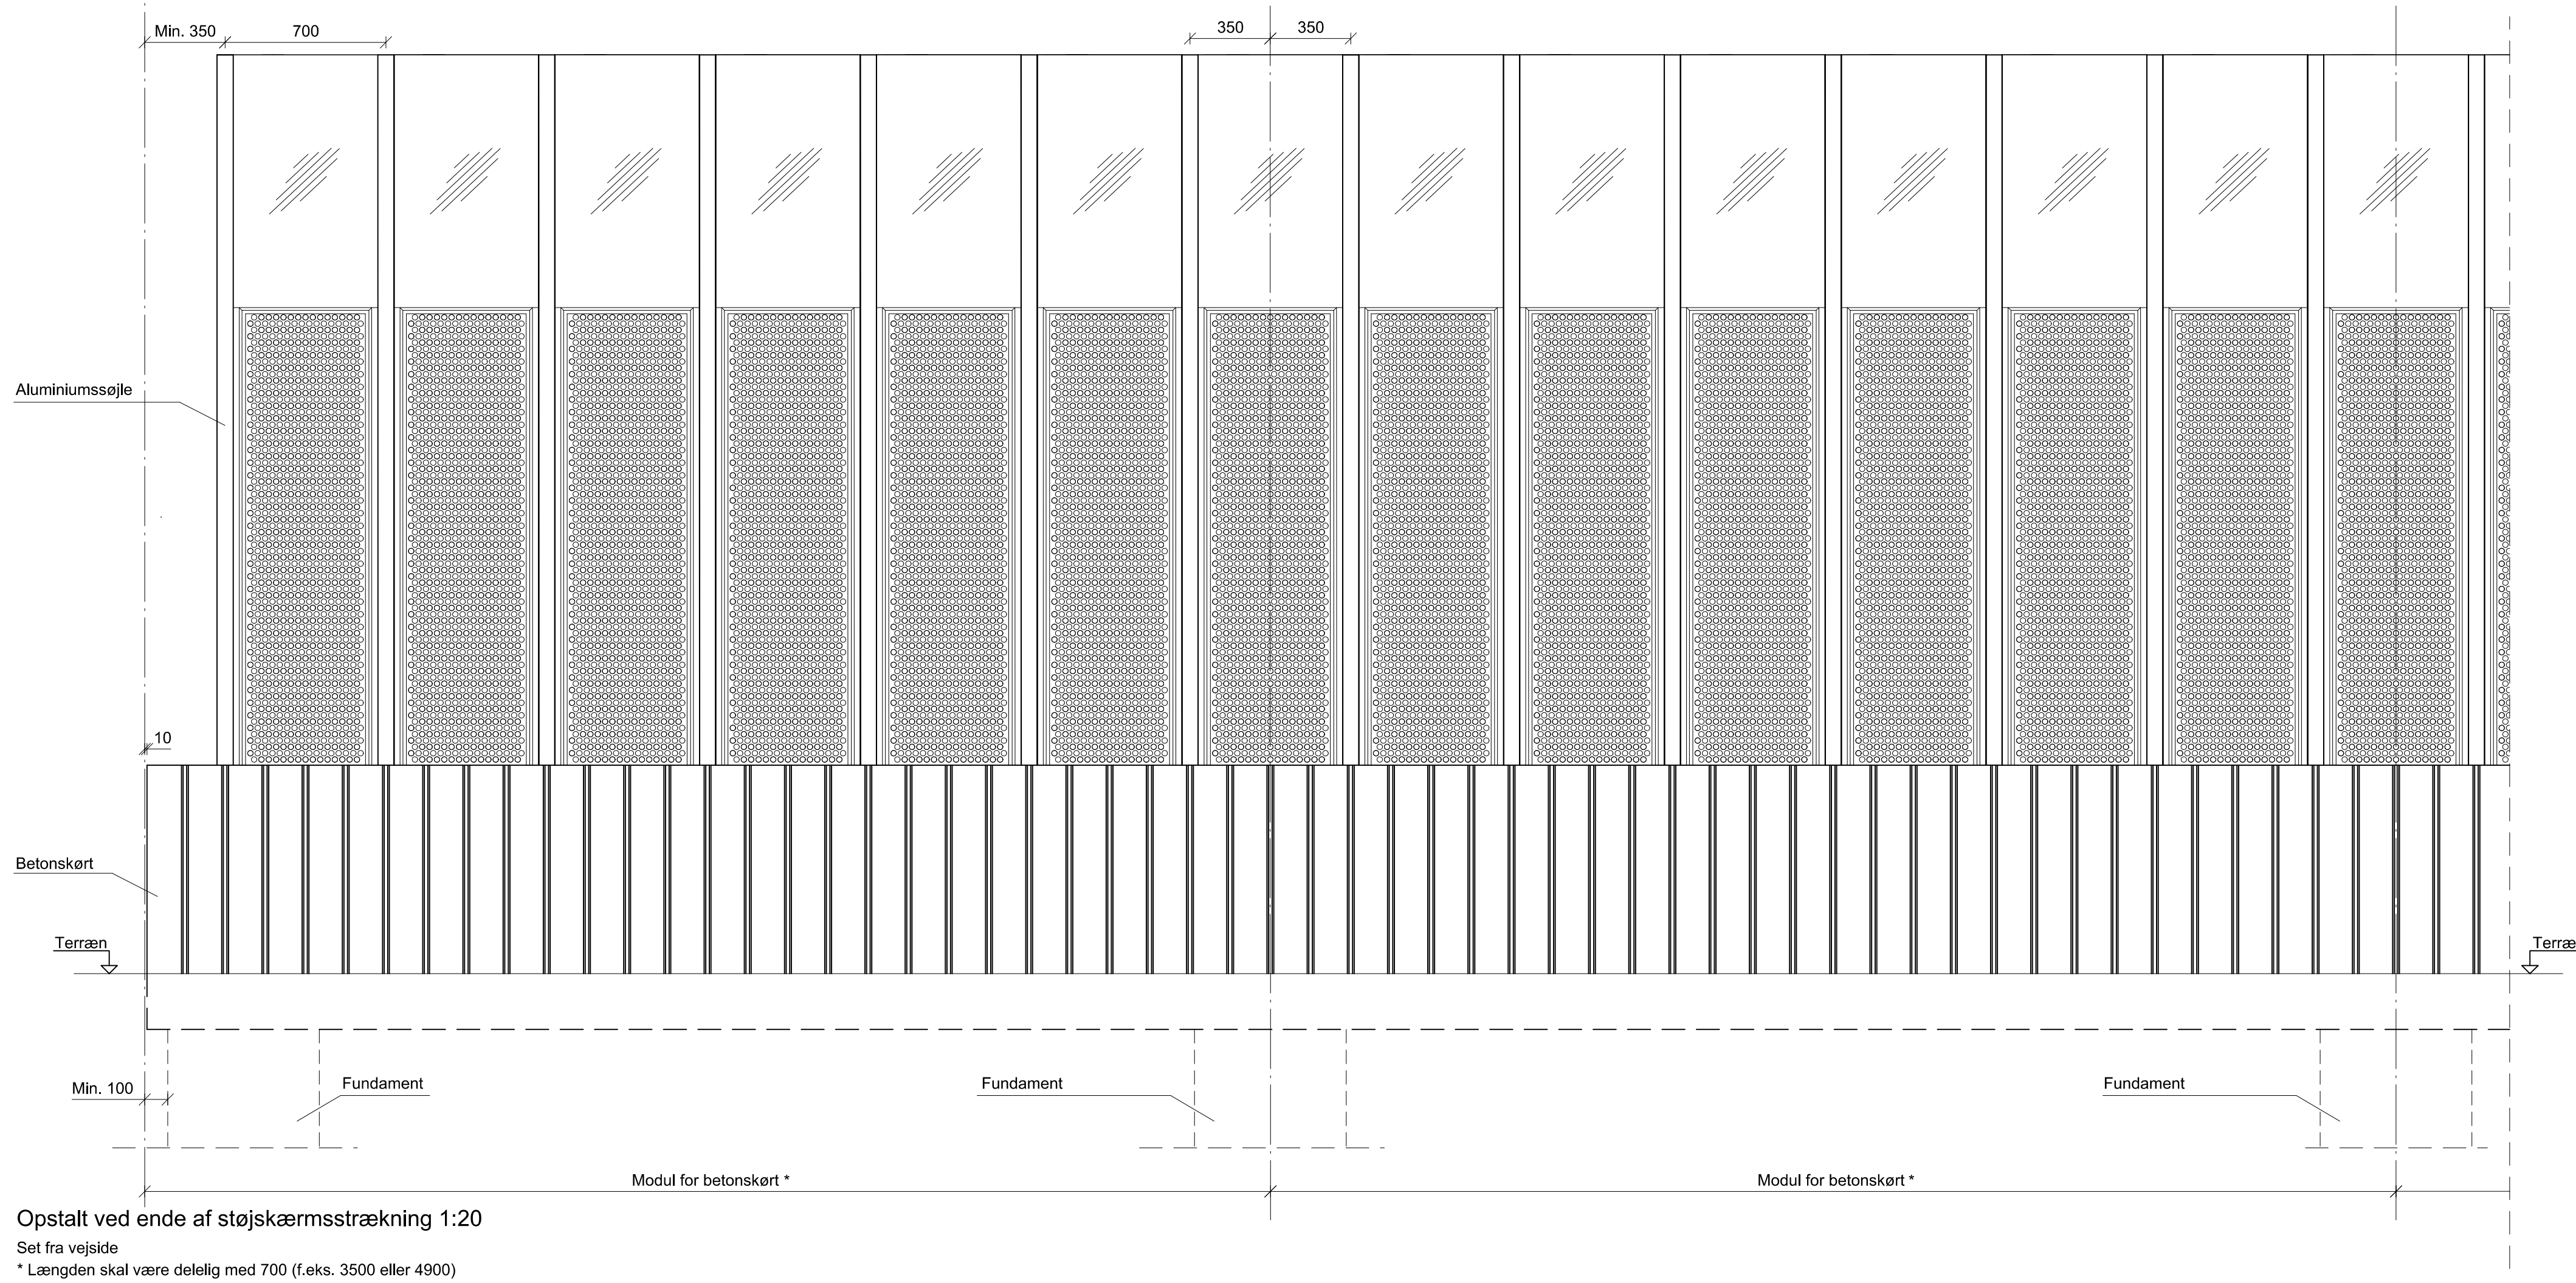 Min. 350
700
350
350
Aluminiumssøjle
10
Betonskørt
Terræn
Terræ
Min. 100
Fundament
Fundament
Fundament
Modul for betonskørt *
Modul for betonskørt *
Opstalt ved ende af støjskærmsstrækning 1:20
Set fra vejside
* Længden skal være delelig med 700 (f.eks. 3500 eller 4900)